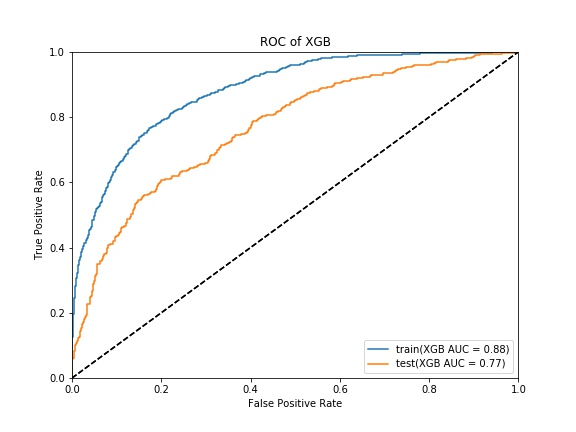 ROC of XGB
1.0
0.8
0.6
0.4
0.2
0.0
True Positive Rate
train(XGB AUC = 0.88)
test(XGB AUC = 0.77)
0.0 0.2 0.4 0.6 0.8 1.0
False Positive Rate